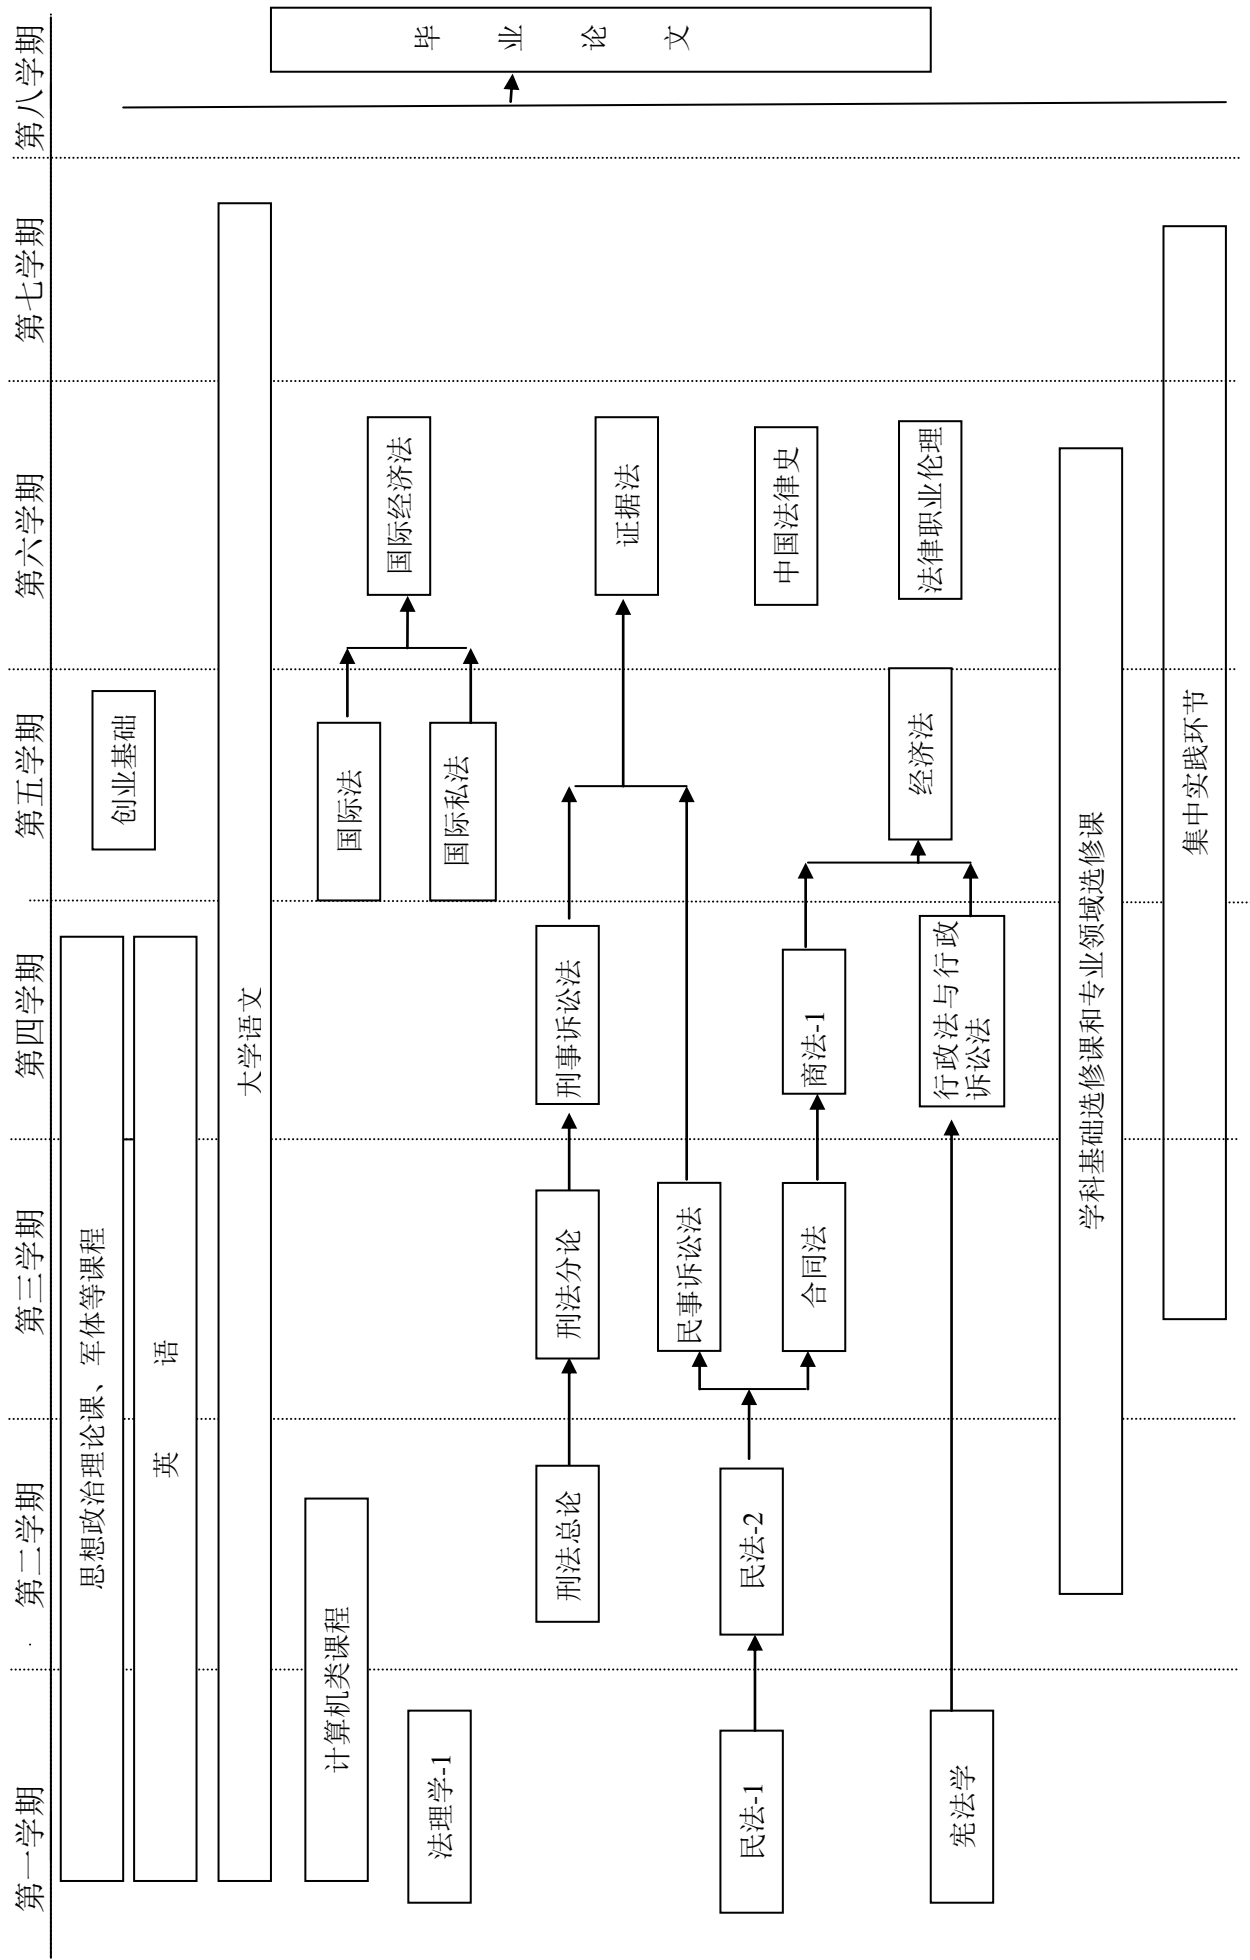 第一学期
第二学期
第三学期
第四学期
第五学期
第六学期
第七学期
第八学期
思想政治理论课、军体等课程
创业基础
英 语
大学语文
计算机类课程
国际法
国际经济法
法理学-1
国际私法
刑法总论
刑法分论
刑事诉讼法
证据法
民事诉讼法
民法-1
民法-2
合同法
商法-1
中国法律史
经济法
法律职业伦理
宪法学
行政法与行政
诉讼法
学科基础选修课和专业领域选修课
集中实践环节
毕 业 论 文